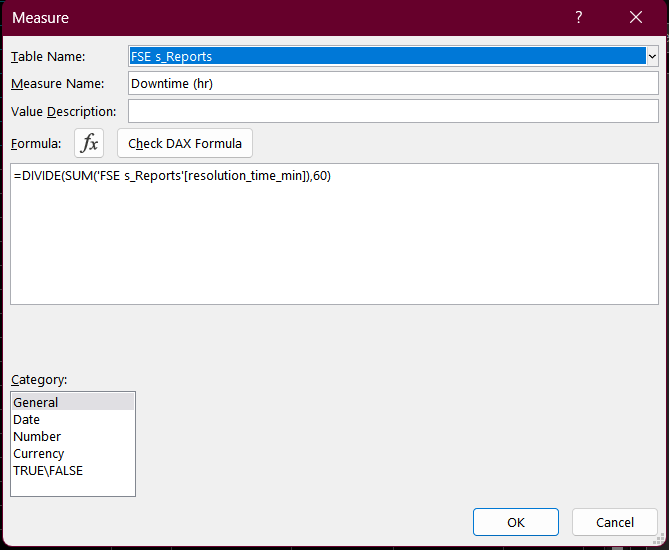 Measure
?
Table Name: FSE s_Reports
Measure Name: Downtime (hr)
Value Description:
Formula: fx Check DAX Formula
=DIVIDE(SUM('FSE s_Reports'[resolution_time_min]),60)
Category:
General
Date
Number
Currency
TRUE\FALSE
OK Cancel